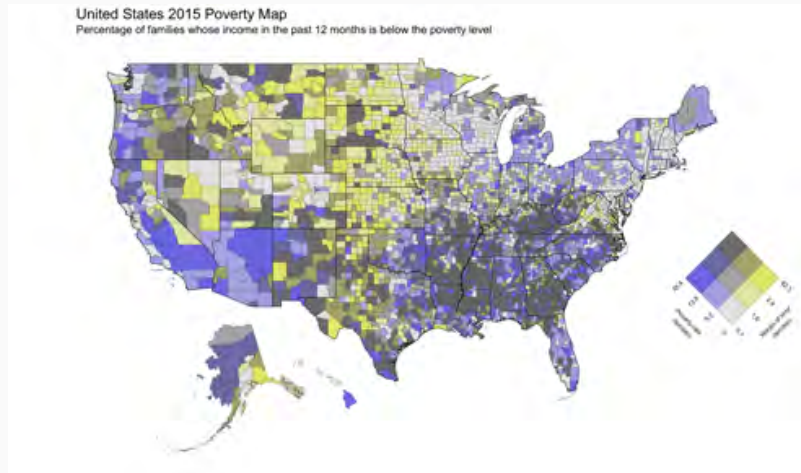 United States 2015 Poverty Map
Percentage of families whose income in the past 12 months is below the poverty level